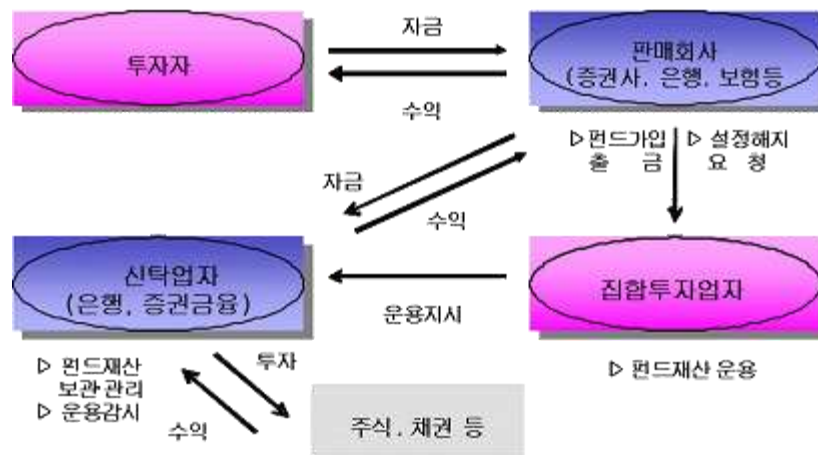 자금
투자자
판매회사
(증권사, 은행, 보험등
수익
▷펀드가입 ▷ 설정해지
출 금 요 청
자금
수익
신탁업자
(은행, 증권금융)
집합투자업자
운용지시
▷ 펀드재산
보관·관리
▷ 운용감시
투자
▷ 펀드재산 운용
수익
주식, 채권 등